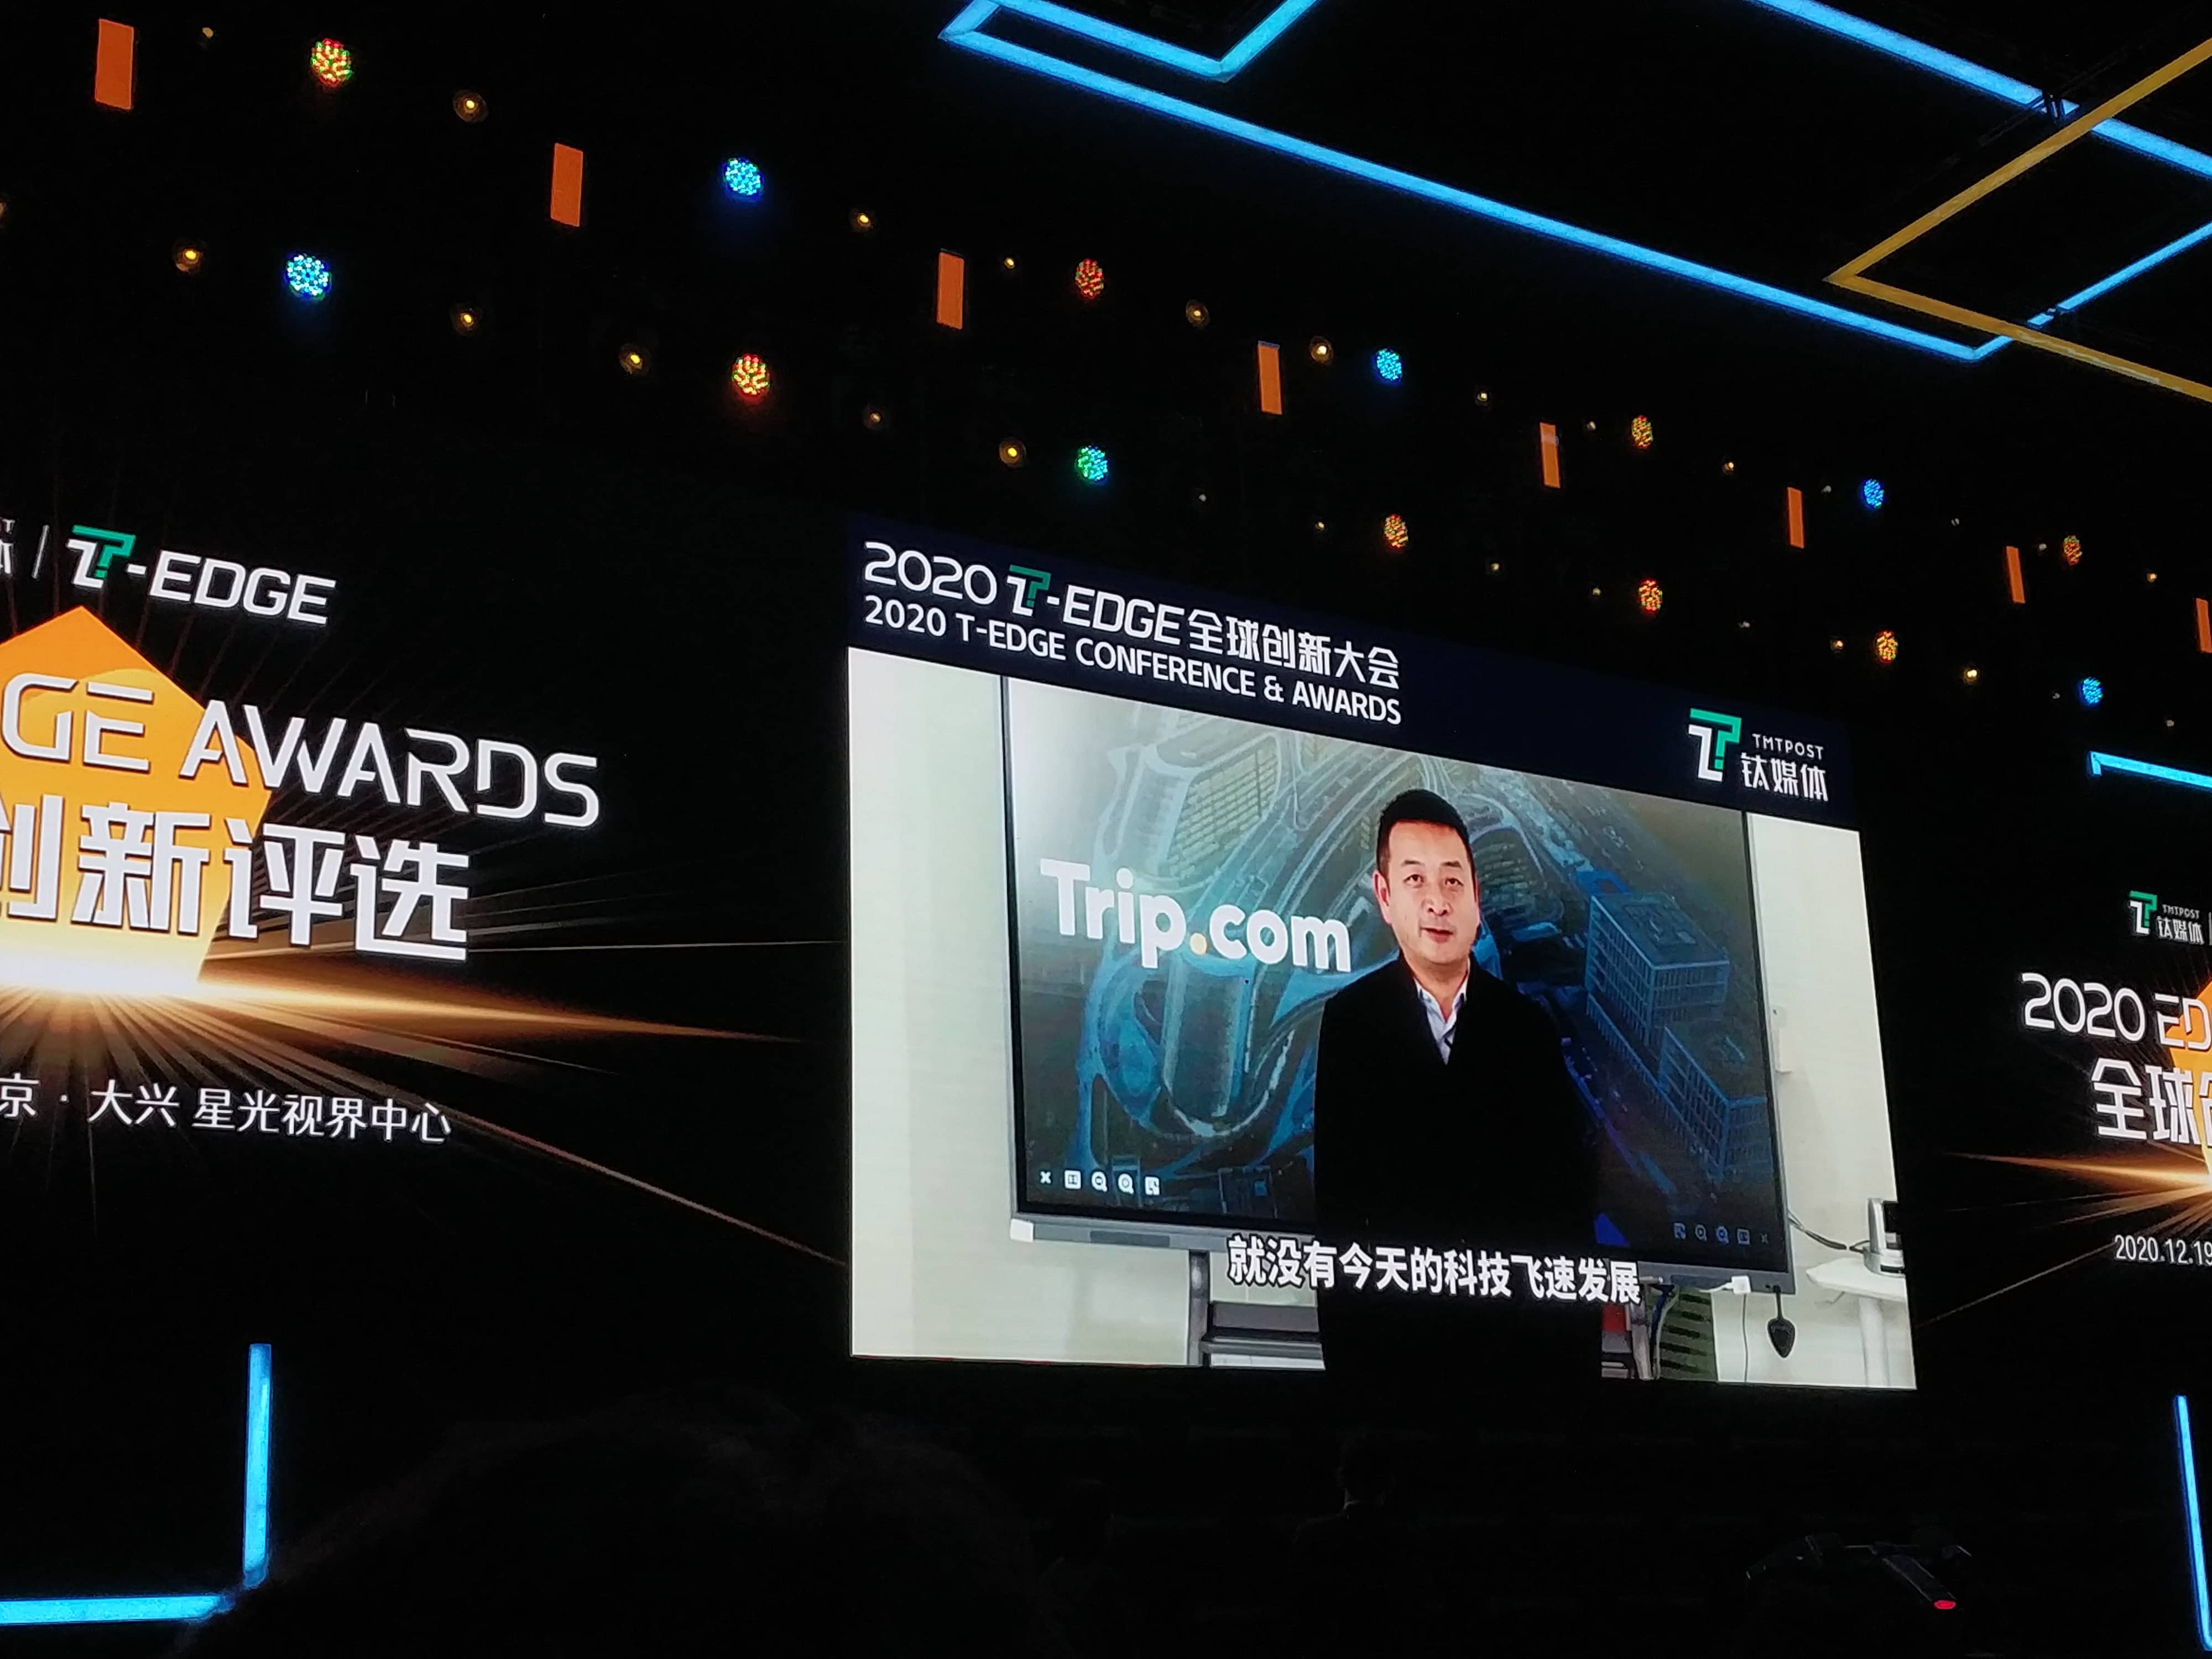 T-EDGE
GE AWARDS
创新评选
京 · 大兴 星光视界中心
2020 T-EDGE全球创新大会
2020 T-EDGE CONFERENCE & AWARDS
TMTPOST
钛媒体
Trip.com
就没有今天的科技飞速发展
TMTPOST
钛媒体
2020 ED
全球
2020.12.19